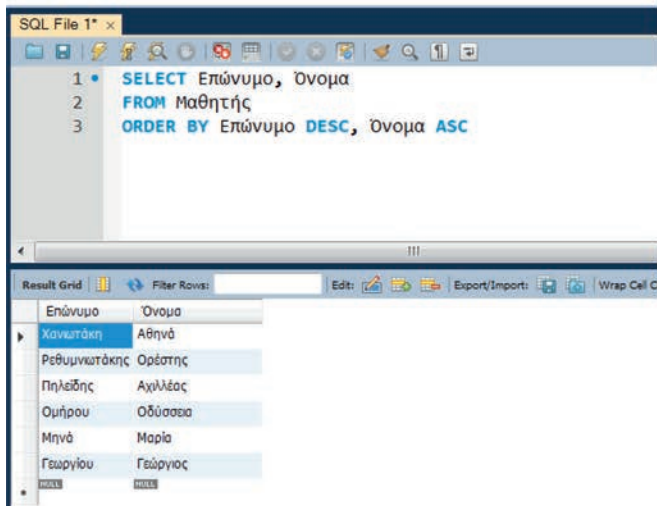 SQL File 1* ×
1 • SELECT Επώνυμο, Όνομα
2 FROM Μαθητής
3 ORDER BY Επώνυμο DESC, Όνομα ASC
Result Grid Filter Rows: Edit: Export/Import: Wrap Cell C
Επώνυμο Όνομα
Χανιωτάκη Αθηνά
Ρεθυμνιωτάκης Ορέστης
Πηλείδης Αχιλλέας
Ομήρου Οδύσσεια
Μηνά Μαρία
Γεωργίου Γεώργιος
NULL NULL